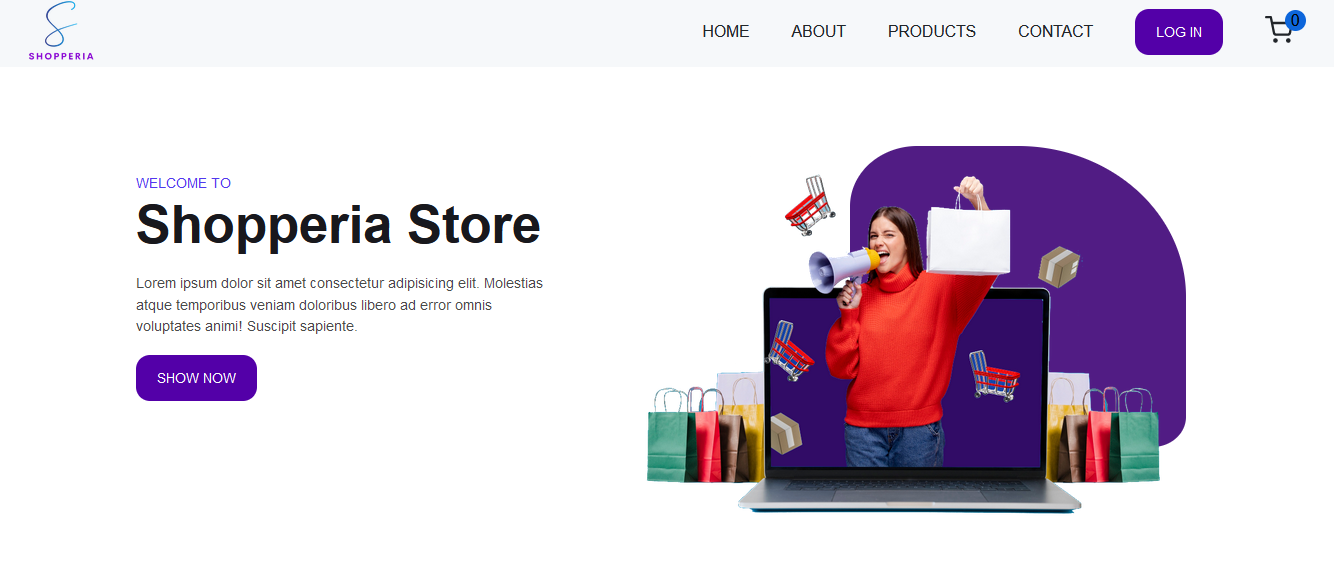 SHOPPERIA
HOME
ABOUT
PRODUCTS
CONTACT
LOG IN
0
WELCOME TO
Shopperia Store
Lorem ipsum dolor sit amet consectetur adipisicing elit. Molestias
atque temporibus veniam doloribus libero ad error omnis
voluptates animi! Suscipit sapiente.
SHOW NOW